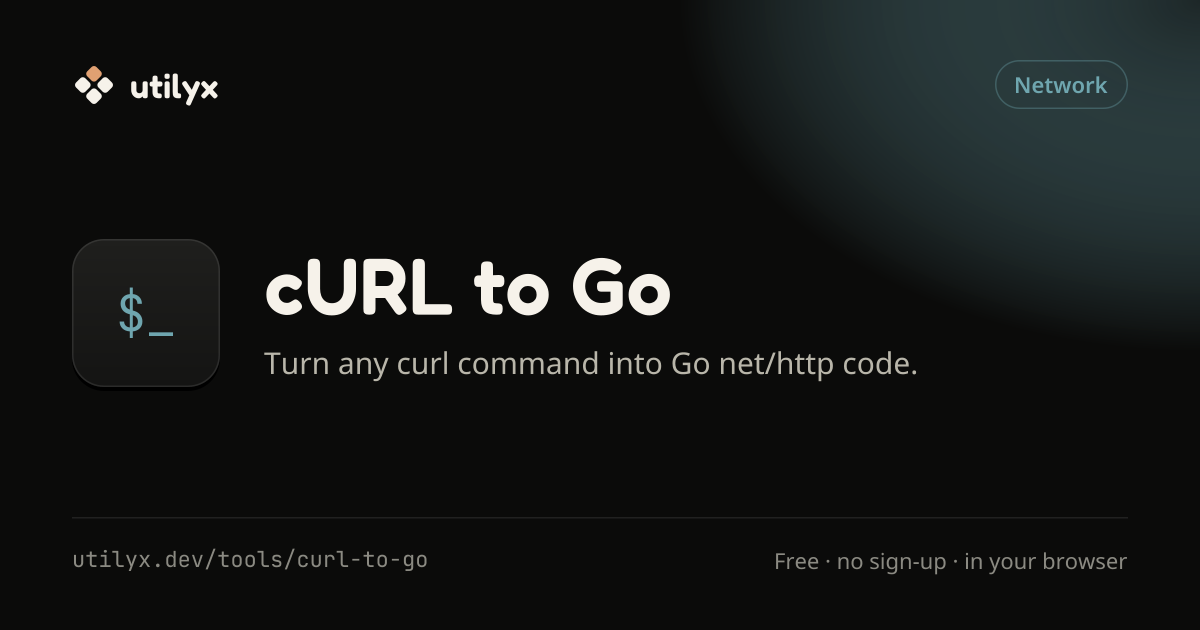 utilyx
Network
$_
cURL to Go
Turn any curl command into Go net/http code.
utilyx.dev/tools/curl-to-go
Free · no sign-up · in your browser